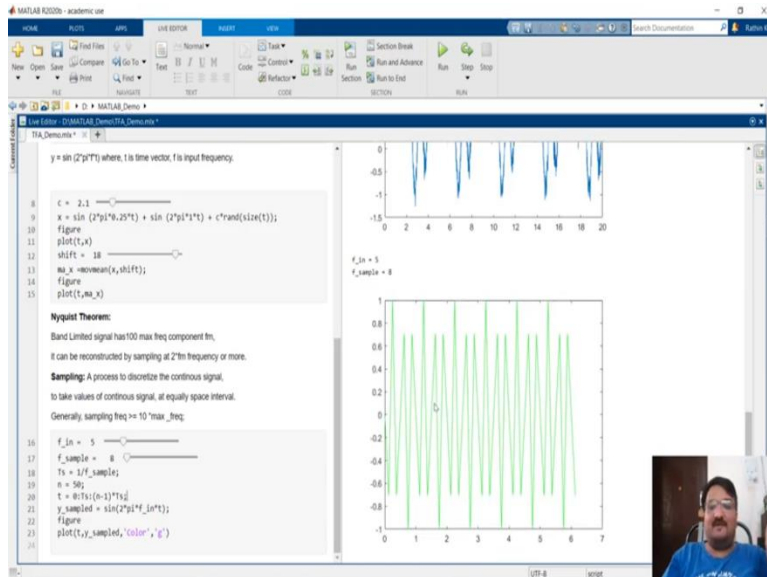 MATLAB R2020b - academic use
HOME PLOTS APPS LIVE EDITOR INSERT VIEW
Search Documentation
Rathin
New Open Save
Find Files
Compare
Print
Go To
Find
Text
Normal
B I U M
Code
Task
Control
Refactor
Run Section
Section Break
Run and Advance
Run to End
Run Step Stop
FILE NAVIGATE TEXT CODE SECTION RUN
D: MATLAB_Demo
Current Folder
Live Editor - D:\MATLAB_Demo\TFA_Demo.mlx *
TFA_Demo.mlx * +
y = sin (2*pi*f*t) where, t is time vector, f is input frequency.
8 C = 2.1
9 x = sin (2*pi*0.25*t) + sin (2*pi*1*t) + c*rand(size(t));
10 figure
11 plot(t,x)
12 shift = 18
13 ma_x =movmean(x,shift);
14 figure
15 plot(t,ma_x)
Nyquist Theorem:
Band Limited signal has100 max freq component fm,
it can be reconstructed by sampling at 2*fm frequency or more.
Sampling: A process to discretize the continous signal,
to take values of continous signal, at equally space interval.
Generally, sampling freq >= 10 *max _freq;
16 f_in = 5
17 f_sample = 8
18 Ts = 1/f_sample;
19 n = 50;
20 t = 0:Ts:(n-1)*Ts;
21 y_sampled = sin(2*pi*f_in*t);
22 figure
23 plot(t,y_sampled,'Color','g')
24
0
-0.5
-1
-1.5
0 2 4 6 8 10 12 14 16 18 20
f_in = 5
f_sample = 8
1
0.8
0.6
0.4
0.2
0
-0.2
-0.4
-0.6
-0.8
-1
0 1 2 3 4 5 6 7
UTF-8 script